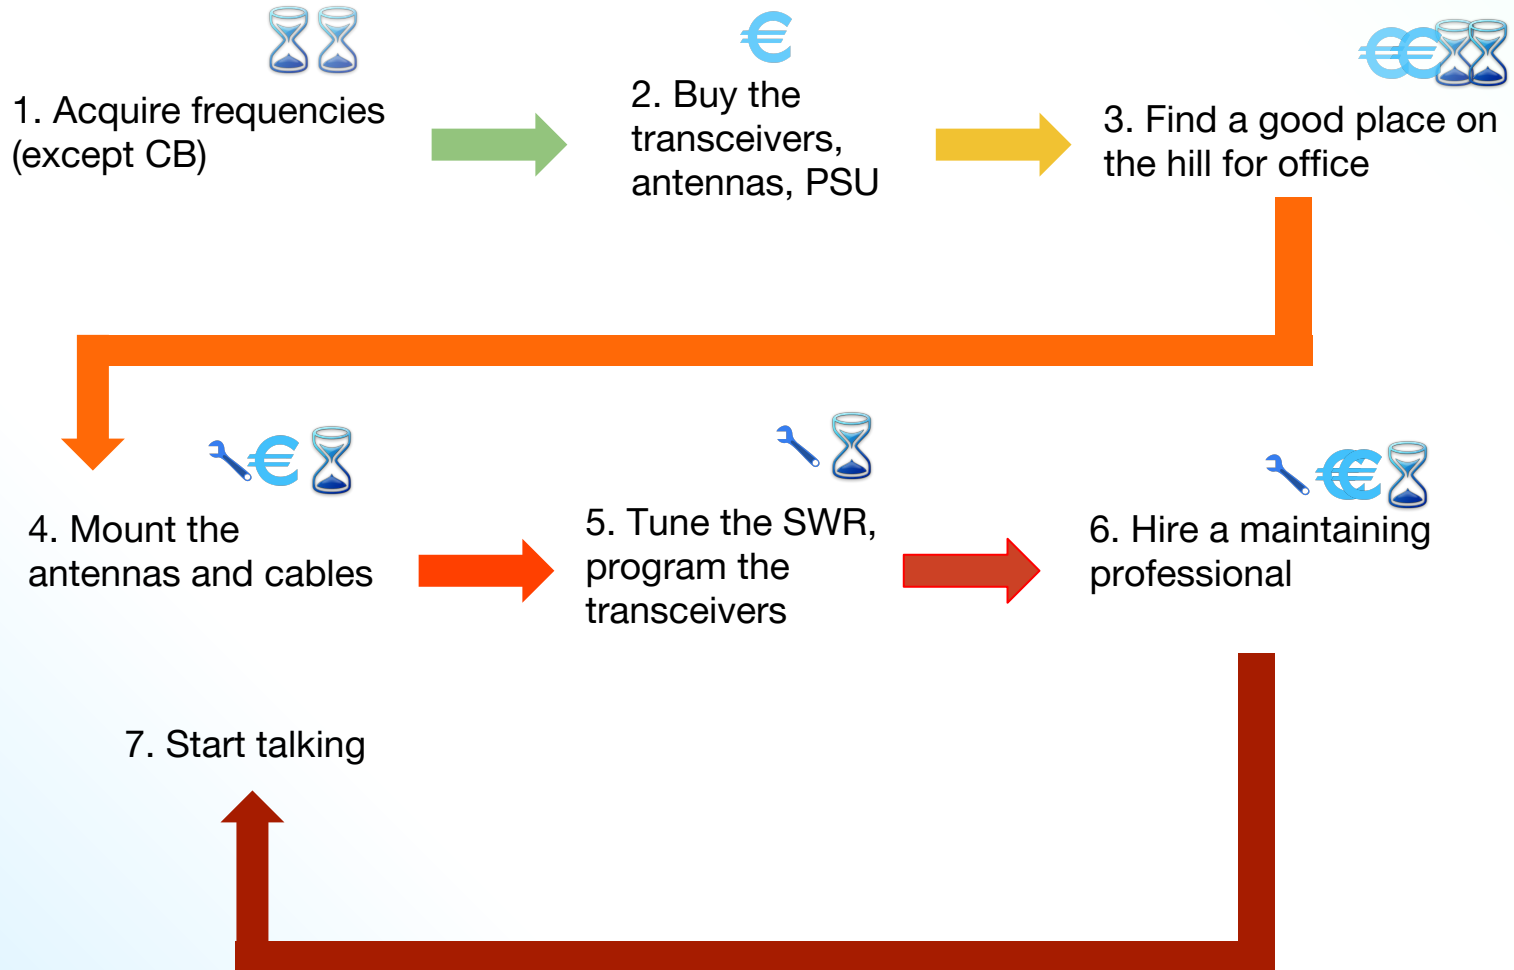 1. Acquire frequencies
(except CB)
2. Buy the
transceivers,
antennas, PSU
3. Find a good place on
the hill for office
4. Mount the
antennas and cables
5. Tune the SWR,
program the
transceivers
6. Hire a maintaining
professional
7. Start talking